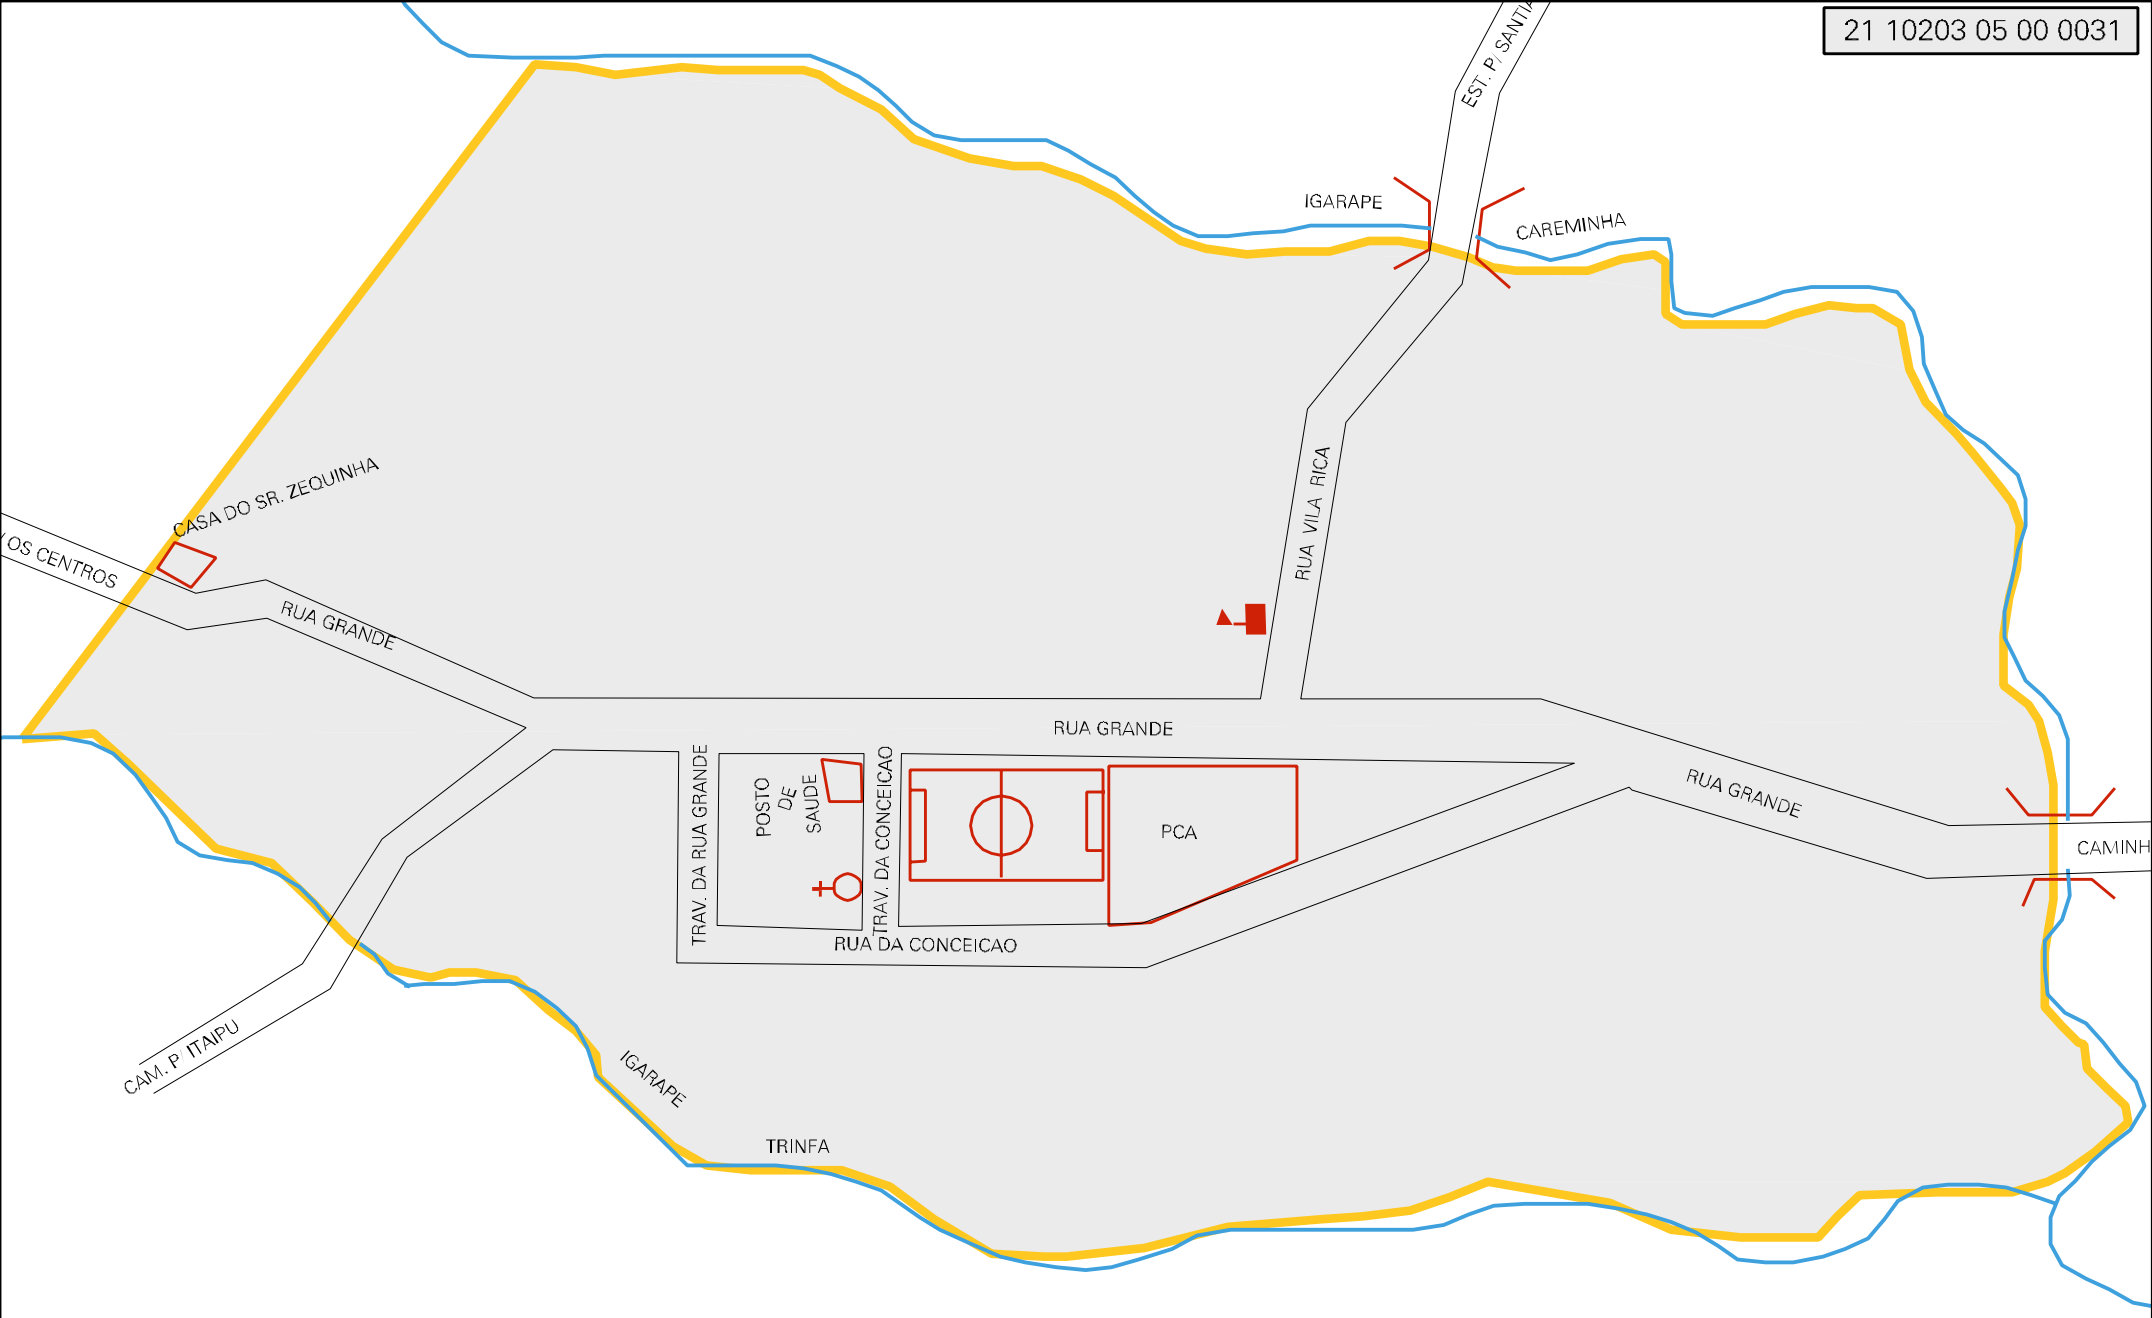 21 10203 05 00 0031
EST. P/ SANTIA
IGARAPE
CAREMINHA
CASA DO SR. ZEQUINHA
/ OS CENTROS
RUA GRANDE
RUA VILA RICA
RUA GRANDE
TRAV. DA RUA GRANDE
POSTO
DE
SAUDE
TRAV. DA CONCEICAO
PCA
RUA GRANDE
CAMINH
RUA DA CONCEICAO
CAM. P/ ITAIPU
IGARAPE
TRINFA